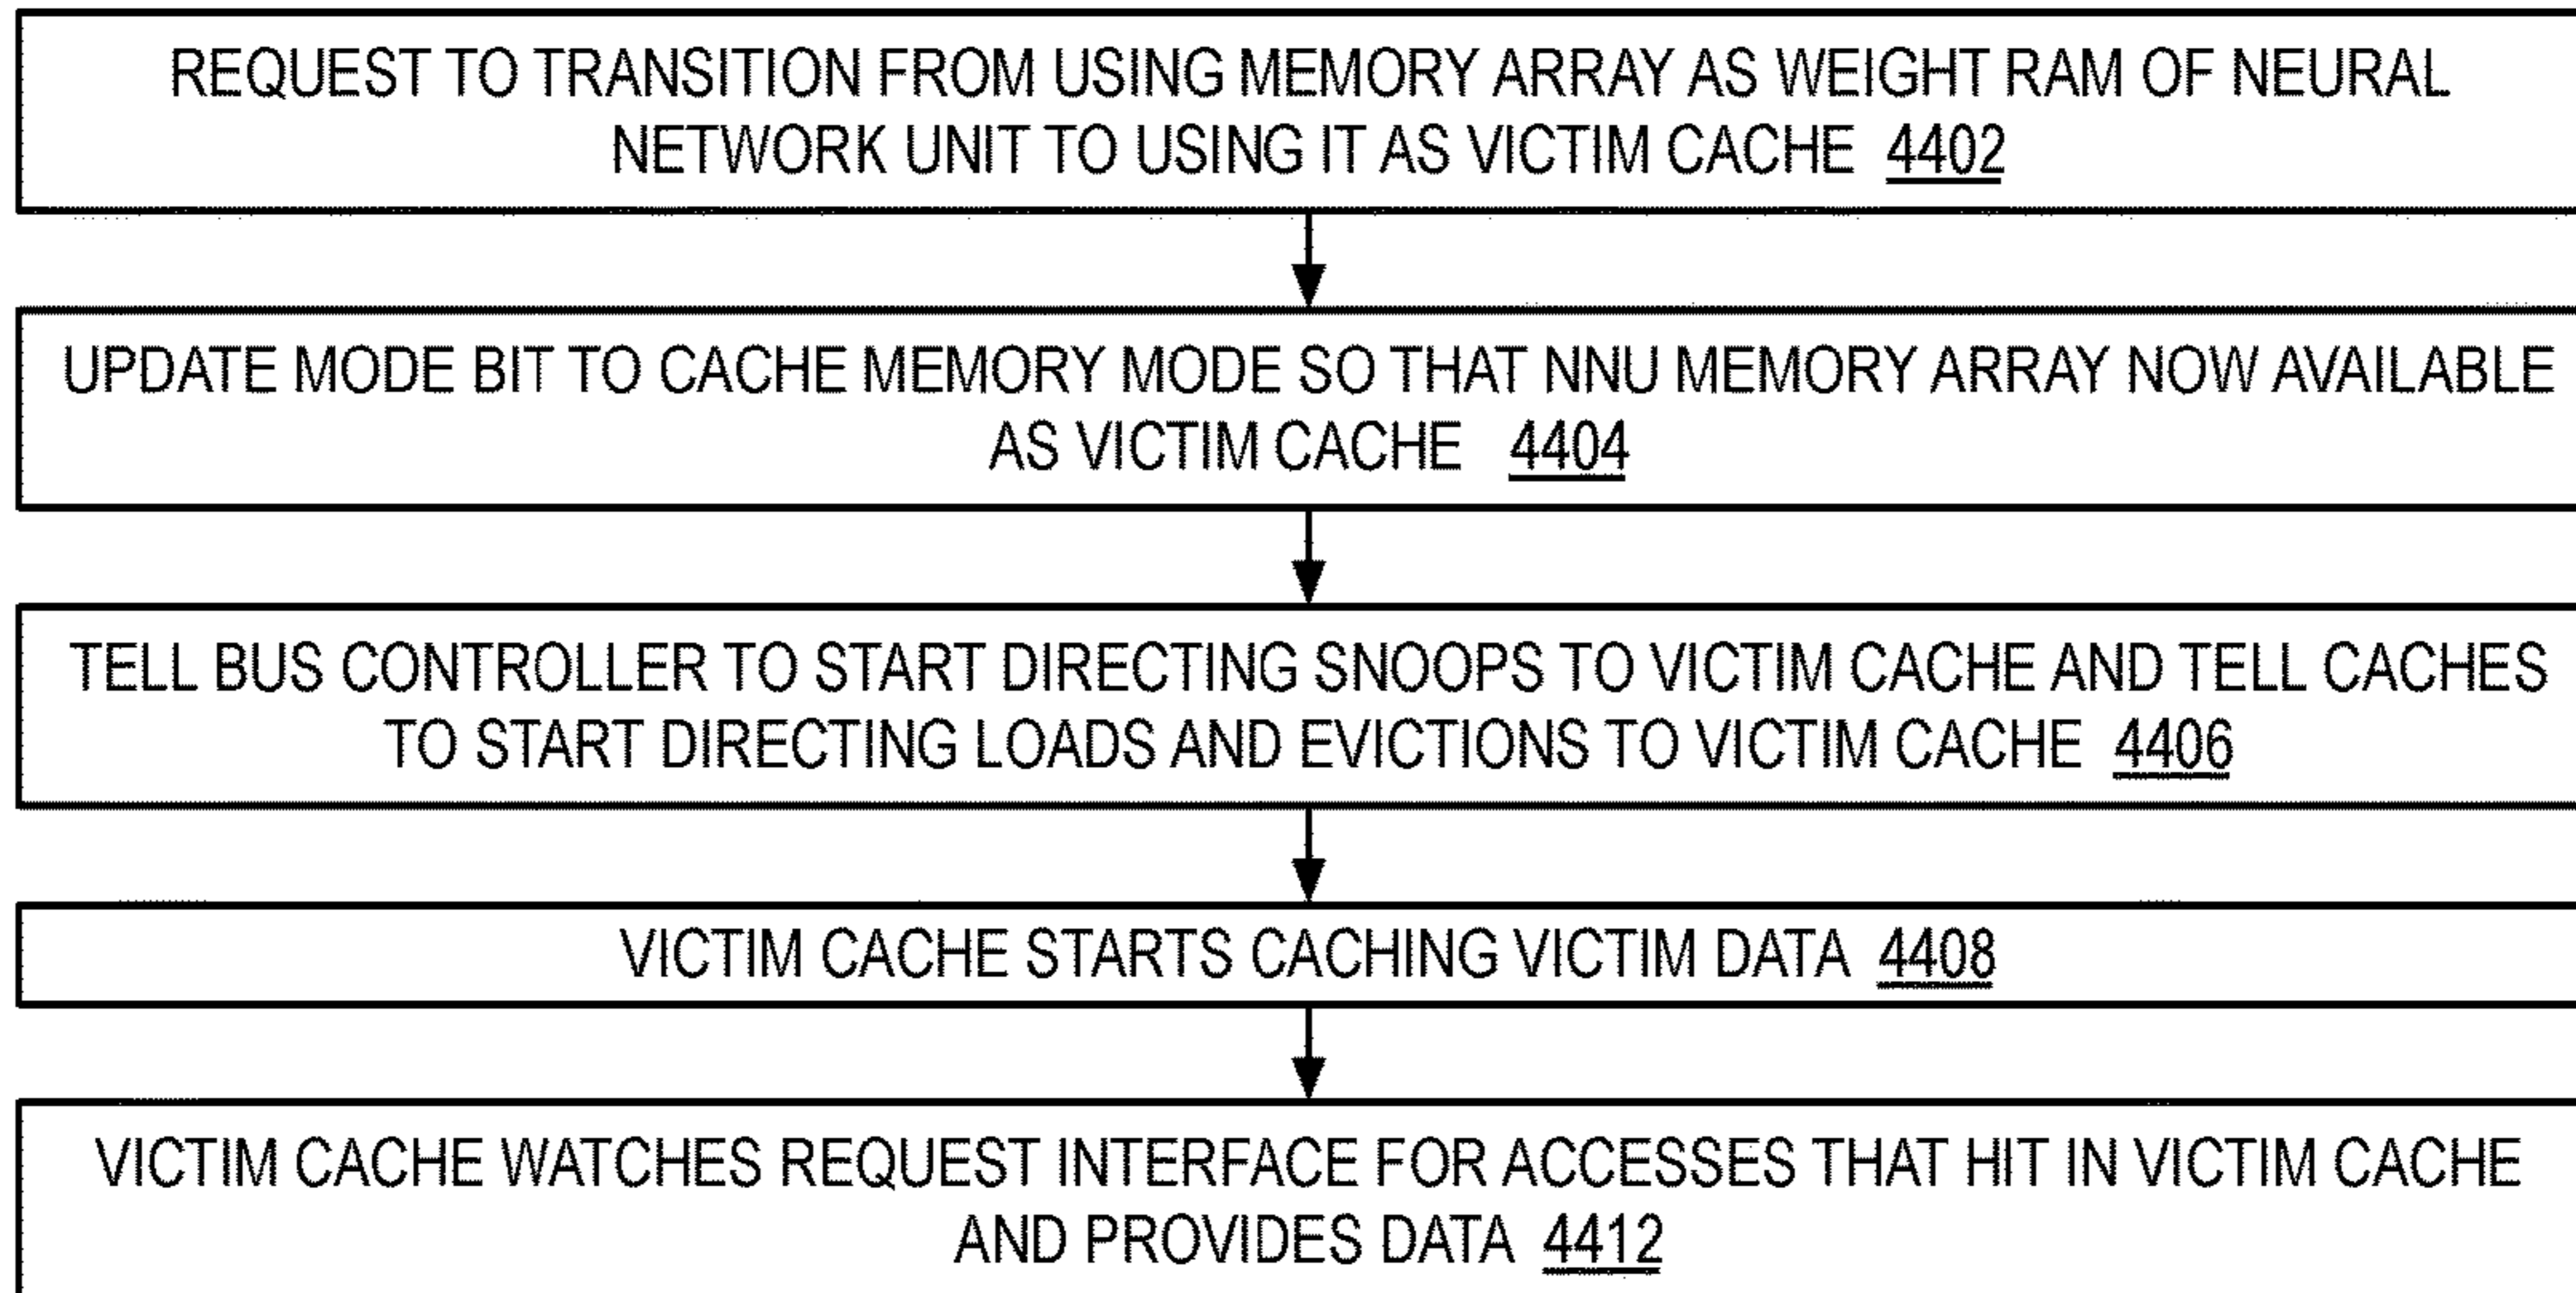 REQUEST TO TRANSITION FROM USING MEMORY ARRAY AS WEIGHT RAM OF NEURAL
NETWORK UNIT TO USING IT AS VICTIM CACHE 4402
UPDATE MODE BIT TO CACHE MEMORY MODE SO THAT NNU MEMORY ARRAY NOW AVAILABLE
AS VICTIM CACHE 4404
TELL BUS CONTROLLER TO START DIRECTING SNOOPS TO VICTIM CACHE AND TELL CACHES
TO START DIRECTING LOADS AND EVICTIONS TO VICTIM CACHE 4406
VICTIM CACHE STARTS CACHING VICTIM DATA 4408
VICTIM CACHE WATCHES REQUEST INTERFACE FOR ACCESSES THAT HIT IN VICTIM CACHE
AND PROVIDES DATA 4412